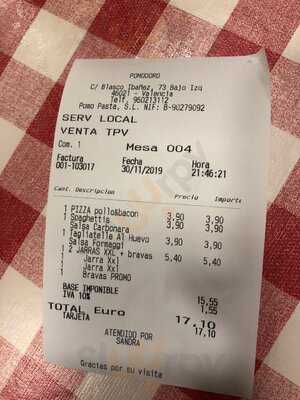 POMODORO
C/ Blasco Ibañez, 73 Bajo Izq
46021 - Valencia
Telf, 960213112
Pomo Pasta, S.L. NIF: B-90279092
SERV LOCAL
VENTA TPV
Com. 1 Mesa 004
Factura Fecha Hora
001-103017 30/11/2019 21:46:21
Cant. Descripcion Precio Importe
1 PIZZA pollo&bacon 3,90 3,90
1 Spaghettis
Salsa Carbonara 3,90 3,90
1 Tagliatelle Al Huevo
Salsa Formaggi 3,90 3,90
2 JARRAS XXL + bravas 5,40 5,40
1 Jarra Xxl
1 Jarra Xxl
1 Bravas PROMO
BASE IMPONIBLE 15,55
IVA 10% 1,55
TOTAL Euro 17,10
TARJETA 17,10
ATENDIDO POR
SANDRA
Gracias por su visita